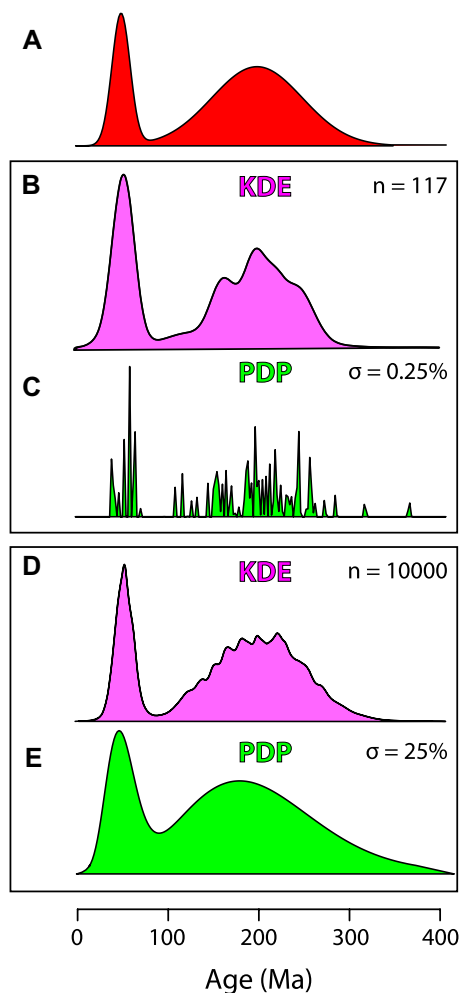 A
B KDE n = 117
C PDP σ = 0.25%
D KDE n = 10000
E PDP σ = 25%
0 100 200 300 400
Age (Ma)